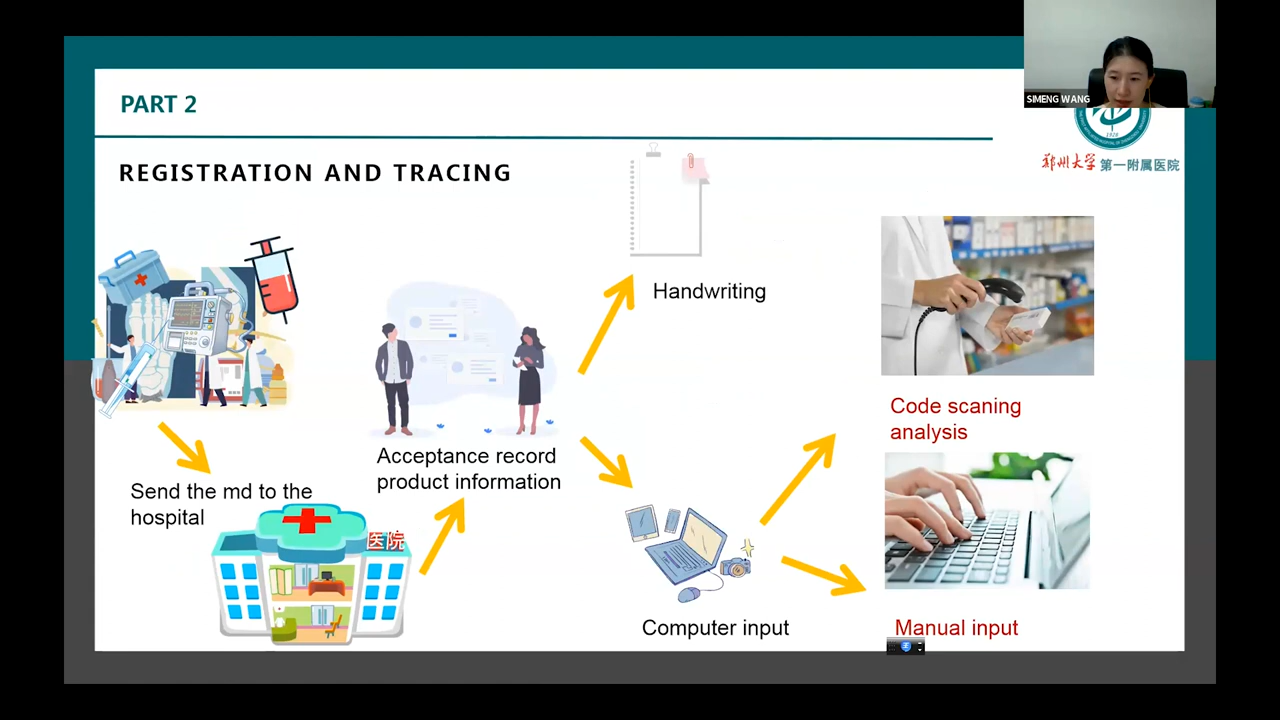 SIMENG WANG
PART 2
1928
郑州大学 第一附属医院
REGISTRATION AND TRACING
Handwriting
Code scaning
analysis
Acceptance record
product information
Send the md to the
hospital
医院
Computer input
Manual input